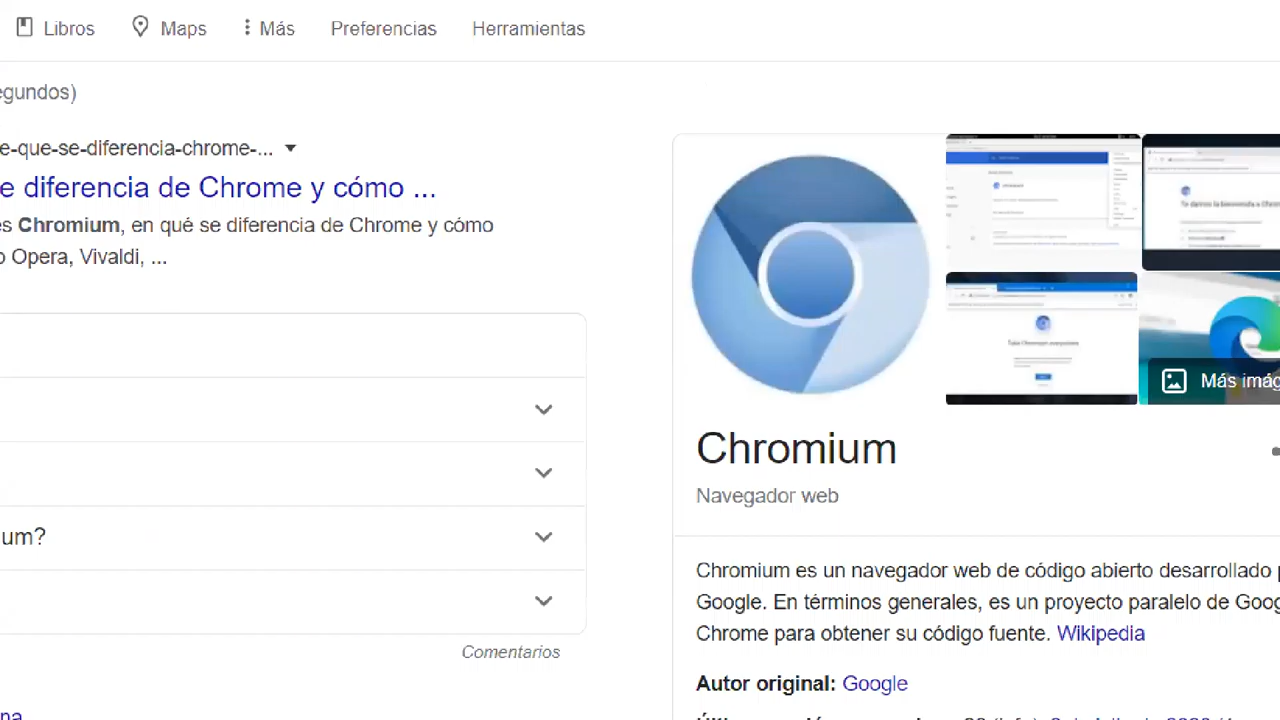 Libros
Maps
Más
Preferencias
Herramientas
egundos)
e-que-se-diferencia-chrome-...
e diferencia de Chrome y cómo ...
es Chromium, en qué se diferencia de Chrome y cómo
o Opera, Vivaldi, ...
um?
Comentarios
na
Más imág
Chromium
Navegador web
Chromium es un navegador web de código abierto desarrollado p
Google. En términos generales, es un proyecto paralelo de Goog
Chrome para obtener su código fuente. Wikipedia
Autor original: Google